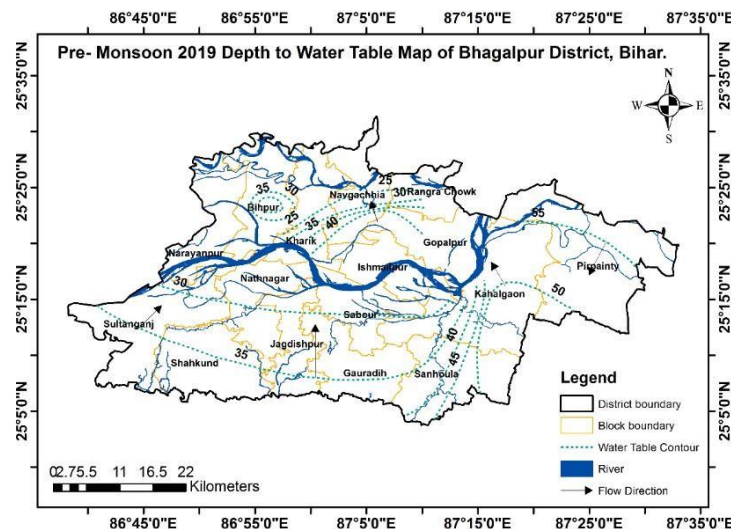 86°45'0"E 86°55'0"E 87°5'0"E 87°15'0"E 87°25'0"E 87°35'0"E
Pre- Monsoon 2019 Depth to Water Table Map of Bhagalpur District, Bihar.
25°35'0"N 25°35'0"N
N
W E
S
25°25'0"N 25°25'0"N
25
35 30 Naygachhia 30 Rangra Chowk
Bihpur
25 35 40 55
Kharik Gopalpur
Narayanpur Ishmailpur Pirpainty
30 Nathnagar Kahalgaon 50
25°15'0"N 25°15'0"N
Sultanganj Sabour
40
Jagdishpur
35 45
Shahkund Gauradih Sanhoula
Legend
25°5'0"N 25°5'0"N
District boundary
Block boundary
Water Table Contour
River
Flow Direction
0 2.75 5.5 11 16.5 22
Kilometers
86°45'0"E 86°55'0"E 87°5'0"E 87°15'0"E 87°25'0"E 87°35'0"E